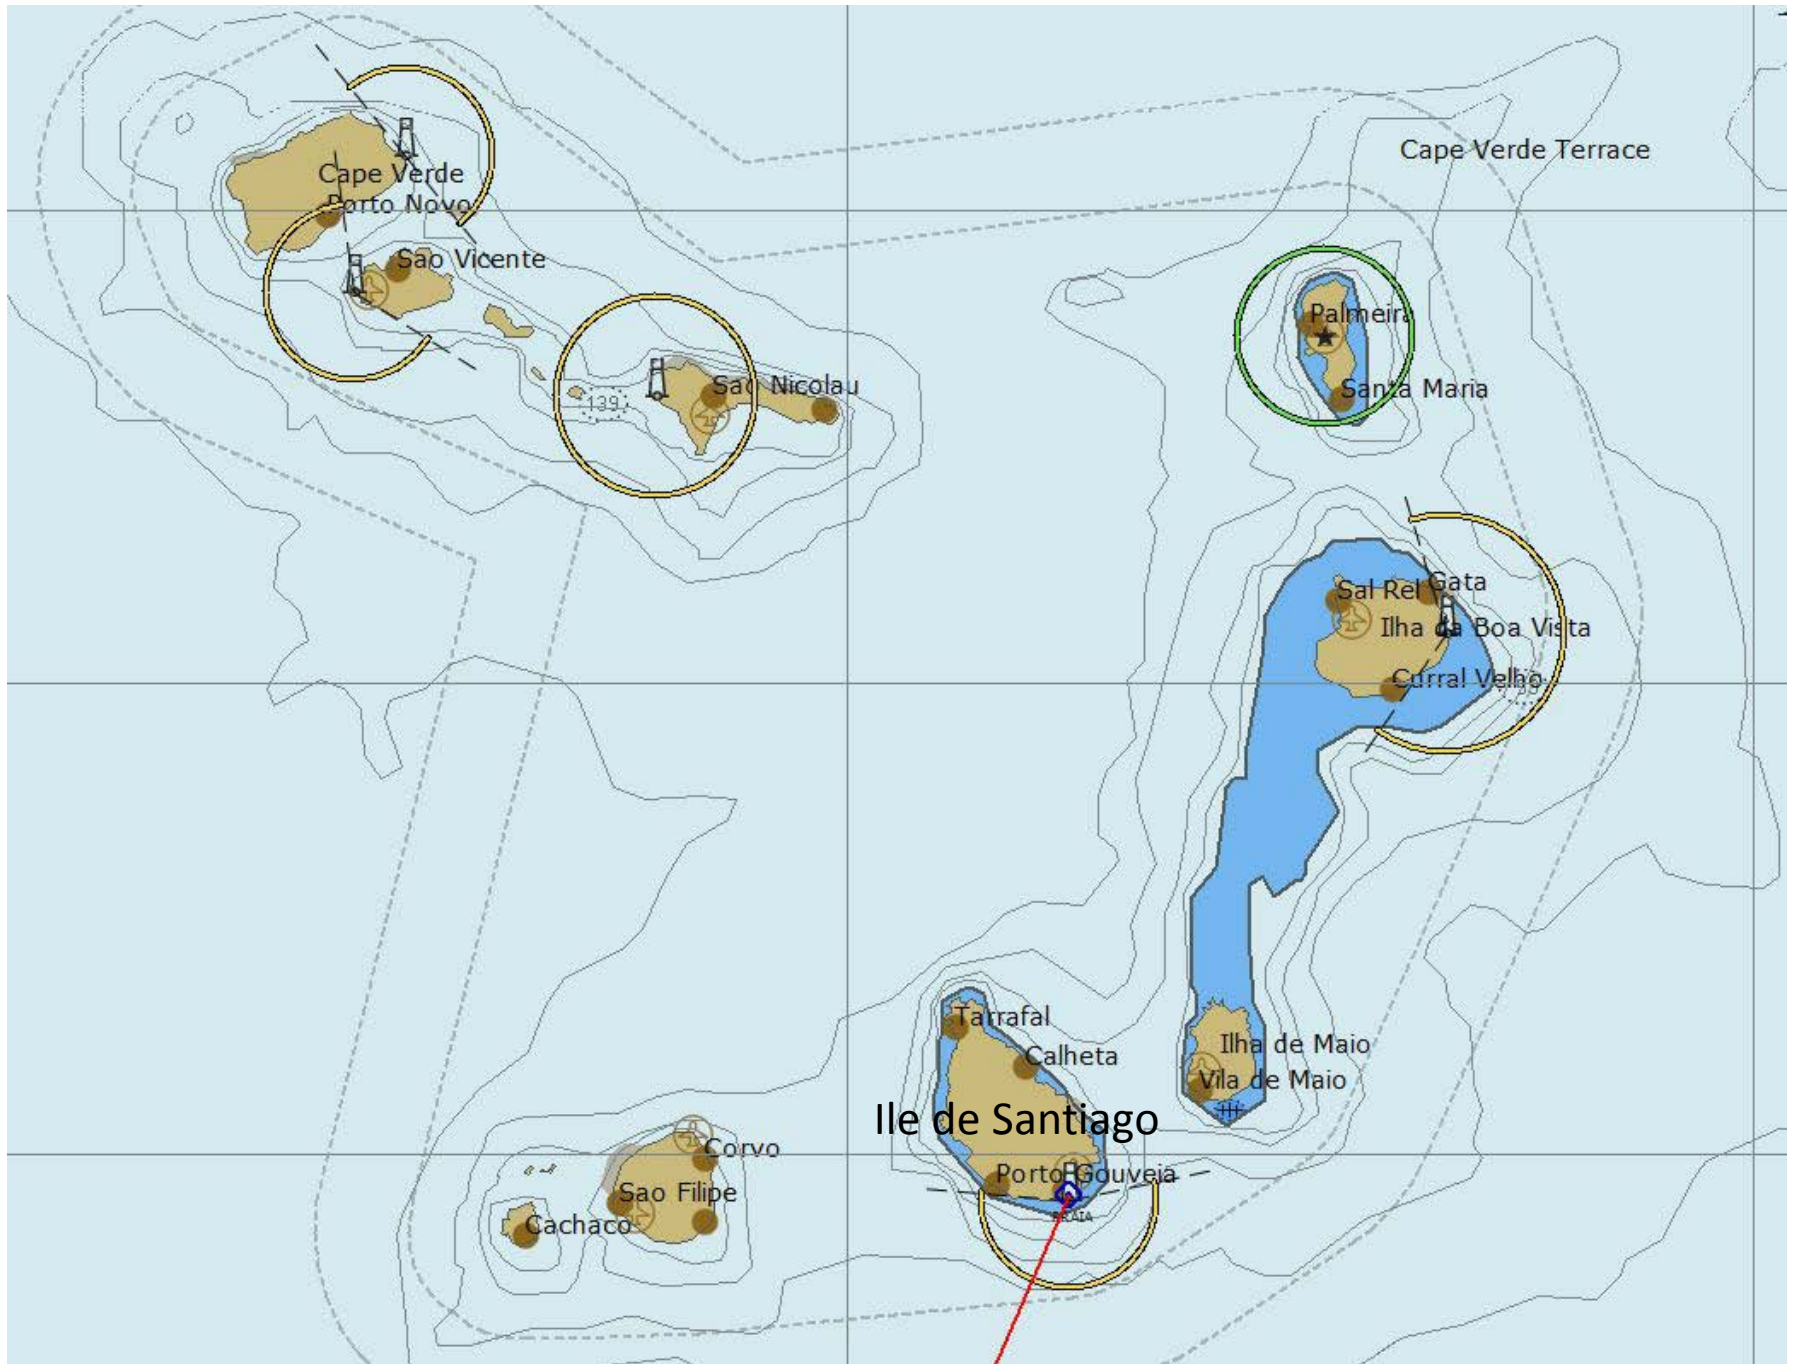 Cape Verde Terrace
Cape Verde
Porto Novo
Sao Vicente
Palmeira
Sao Nicolau
139
Santa Maria
Sal Rel
Gata
Ilha da Boa Vista
Curral Velho
Tarrafal
Calheta
Ilha de Maio
Vila de Maio
Ile de Santiago
Corvo
Porto Gouveia
Sao Filipe
Cachaco
PRAIA